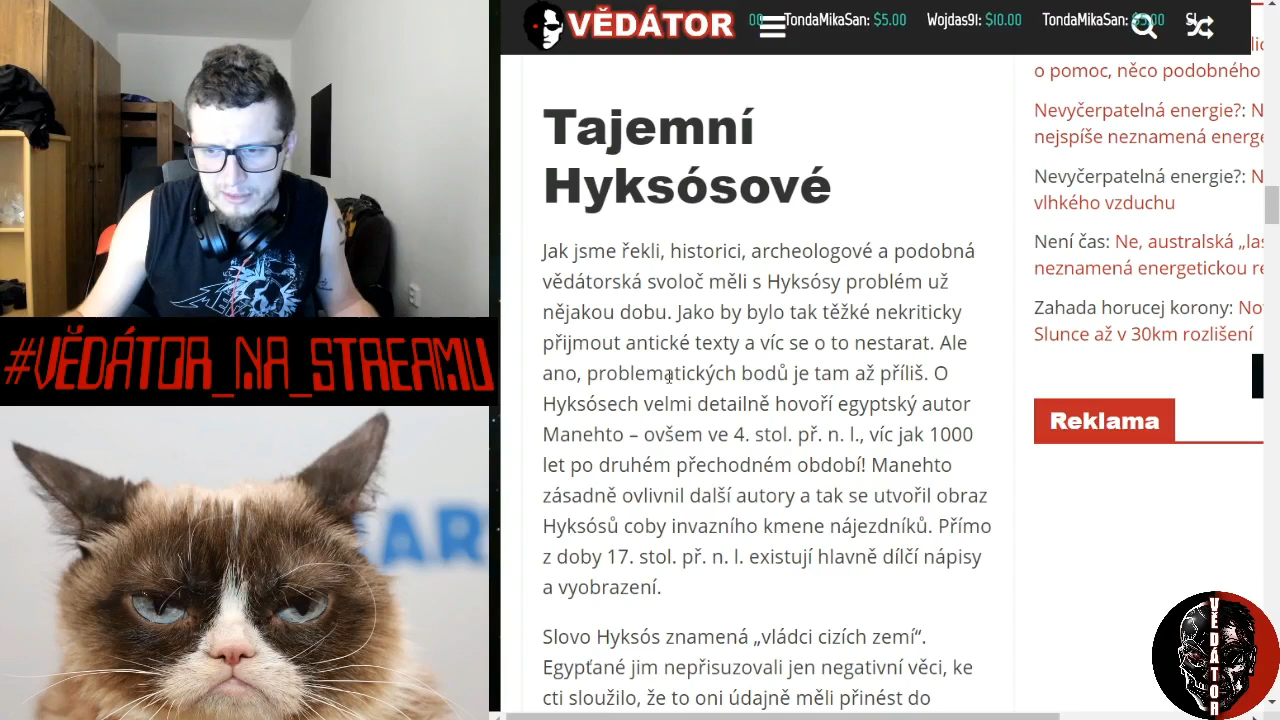 VĚDÁTOR
00 TondaMikaSan: $5.00 Wojdas9l: $10.00 TondaMikaSan: $5.00
o pomoc, něco podobného
Nevyčerpatelná energie?: N
nejspíše neznamená energe
Nevyčerpatelná energie?: N
vlhkého vzduchu
Není čas: Ne, australská „las
neznamená energetickou re
Zahada horucej korony: No
Slunce až v 30km rozlišení
Reklama
Tajemní
Hyksósové
Jak jsme řekli, historici, archeologové a podobná
vědátorská svoloč měli s Hyksósy problém už
nějakou dobu. Jako by bylo tak těžké nekriticky
přijmout antické texty a víc se o to nestarat. Ale
ano, problematických bodů je tam až příliš. O
Hyksósech velmi detailně hovoří egyptský autor
Manehto – ovšem ve 4. stol. př. n. l., víc jak 1000
let po druhém přechodném období! Manehto
zásadně ovlivnil další autory a tak se utvořil obraz
Hyksósů coby invazního kmene nájezdníků. Přímo
z doby 17. stol. př. n. l. existují hlavně dílčí nápisy
a vyobrazení.
Slovo Hyksós znamená „vládci cizích zemí“.
Egypťané jim nepřisuzovali jen negativní věci, ke
cti sloužilo, že to oni údajně měli přinést do
#VĚDÁTOR_NA_STREAMU
EAR
VĚDÁTOR